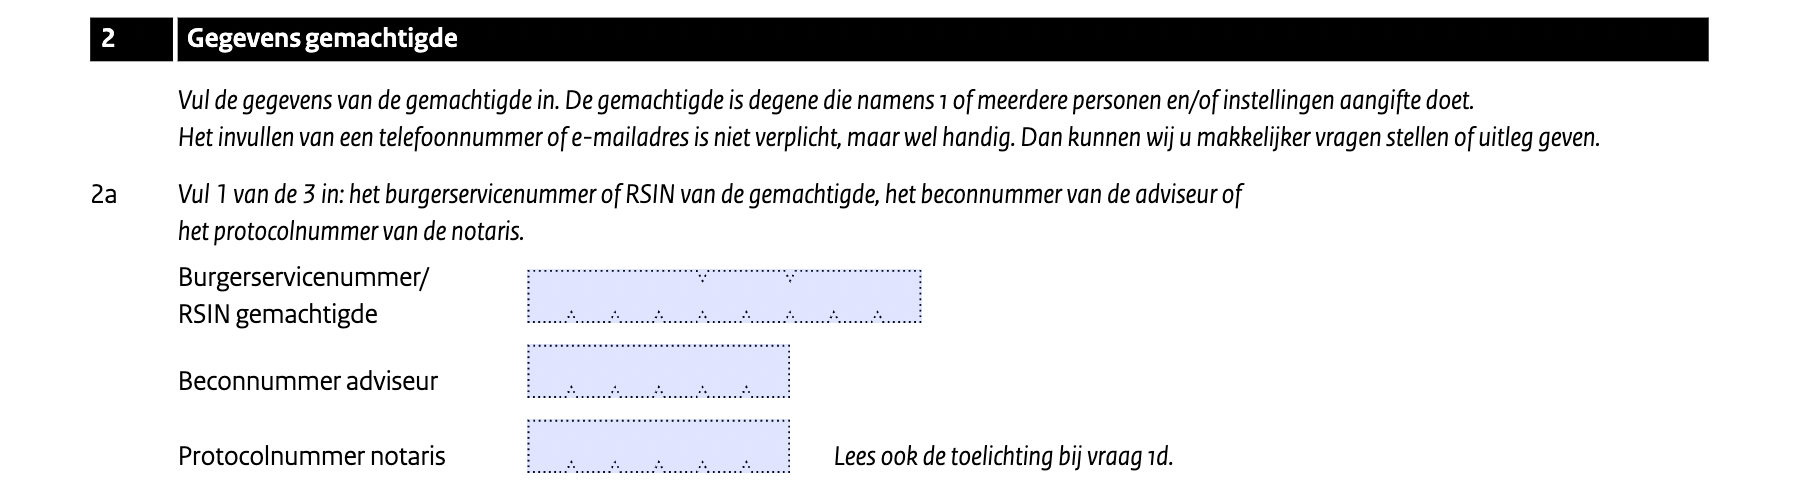 2 Gegevens gemachtigde
Vul de gegevens van de gemachtigde in. De gemachtigde is degene die namens 1 of meerdere personen en/of instellingen aangifte doet.
Het invullen van een telefoonnummer of e-mailadres is niet verplicht, maar wel handig. Dan kunnen wij u makkelijker vragen stellen of uitleg geven.
2a Vul 1 van de 3 in: het burgerservicenummer of RSIN van de gemachtigde, het beconnummer van de adviseur of
het protocolnummer van de notaris.
Burgerservicenummer/
RSIN gemachtigde
Beconnummer adviseur
Protocolnummer notaris Lees ook de toelichting bij vraag 1d.